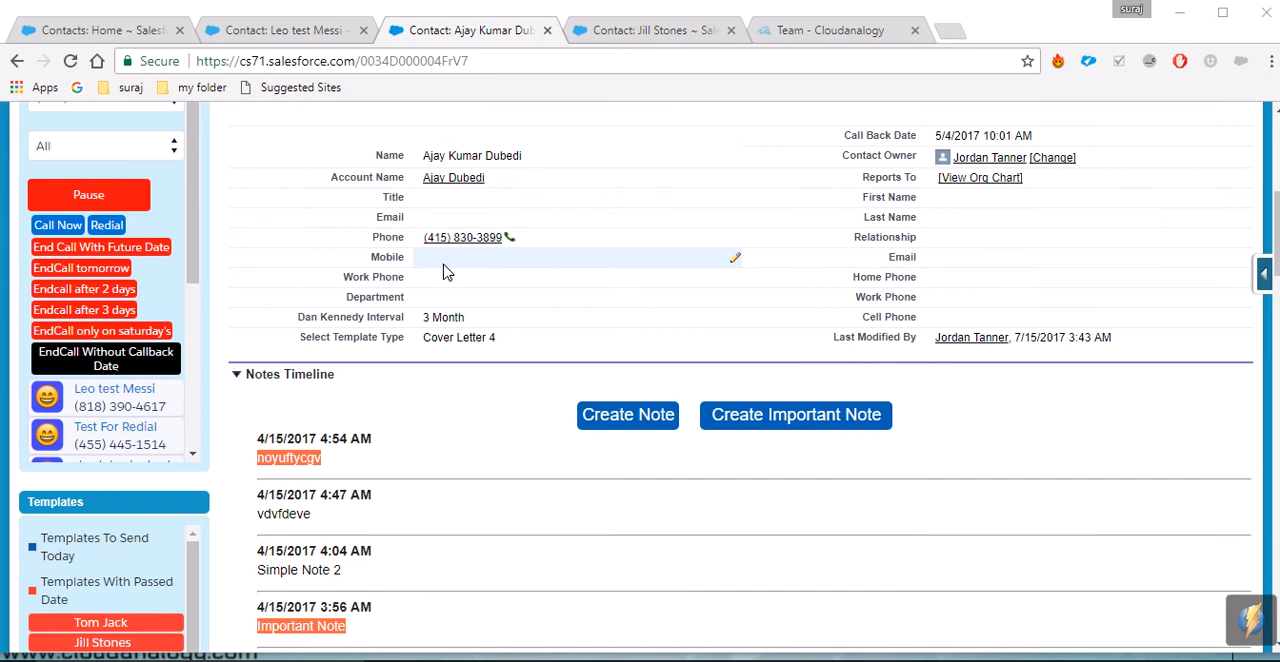 suraj
Contacts: Home ~ Salesf
Contact: Leo test Messi ~
Contact: Ajay Kumar Dub
Contact: Jill Stones ~ Sa
Team - Cloudanalogy
Secure
https://cs71.salesforce.com/0034D000004FrV7
Apps
suraj
my folder
Suggested Sites
All
Pause
Call Now
Redial
End Call With Future Date
EndCall tomorrow
Endcall after 2 days
Endcall after 3 days
EndCall only on saturday's
EndCall Without Callback
Date
Leo test Messi
(818) 390-4617
Test For Redial
(455) 445-1514
Templates
Templates To Send
Today
Templates With Passed
Date
Tom Jack
Jill Stones
Call Back Date 5/4/2017 10:01 AM
Name Ajay Kumar Dubedi Contact Owner Jordan Tanner [Change]
Account Name Ajay Dubedi Reports To [View Org Chart]
Title First Name
Email Last Name
Phone (415) 830-3899 Relationship
Mobile Email
Work Phone Home Phone
Department Work Phone
Dan Kennedy Interval 3 Month Cell Phone
Select Template Type Cover Letter 4 Last Modified By Jordan Tanner, 7/15/2017 3:43 AM
Notes Timeline
Create Note
Create Important Note
4/15/2017 4:54 AM
noyuftycgv
4/15/2017 4:47 AM
vdvfdeve
4/15/2017 4:04 AM
Simple Note 2
4/15/2017 3:56 AM
Important Note